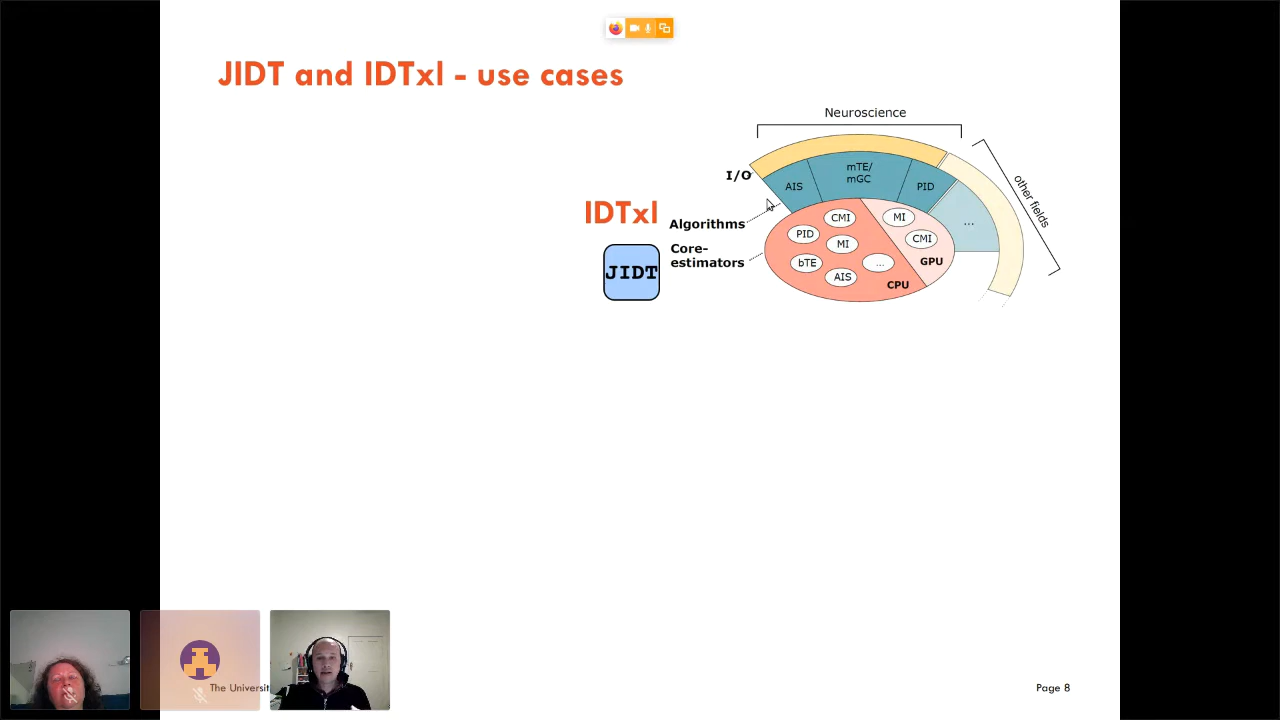 JIDT and IDTxl - use cases
Neuroscience
other fields
I/O
mTE/
mGC
AIS
PID
...
IDTxl
Algorithms
Core-
estimators
JIDT
CMI
MI
PID
MI
CMI
bTE
...
AIS
GPU
CPU
The Universit
Page 8